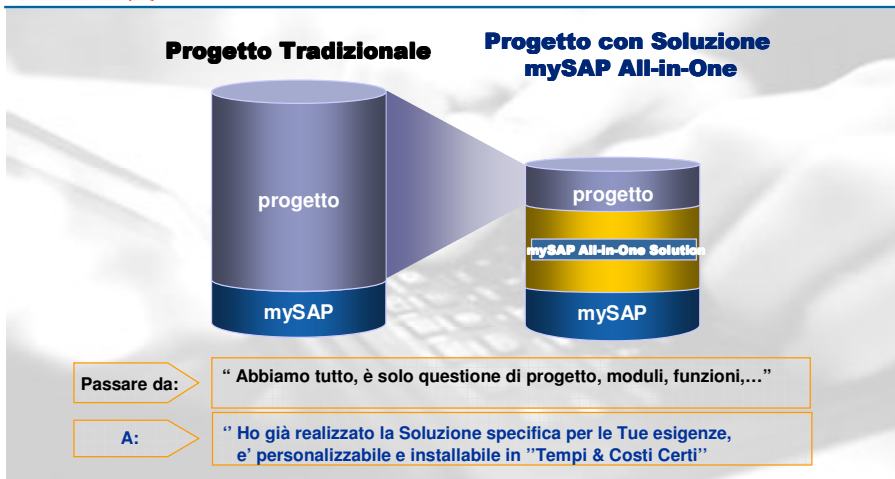 Progetto Tradizionale
Progetto con Soluzione
mySAP All-in-One
progetto
mySAP
progetto
mySAP All-in-One Solution
mySAP
Passare da:
“ Abbiamo tutto, è solo questione di progetto, moduli, funzioni,…”
A:
‘’ Ho già realizzato la Soluzione specifica per le Tue esigenze,
e’ personalizzabile e installabile in ’’Tempi & Costi Certi’’